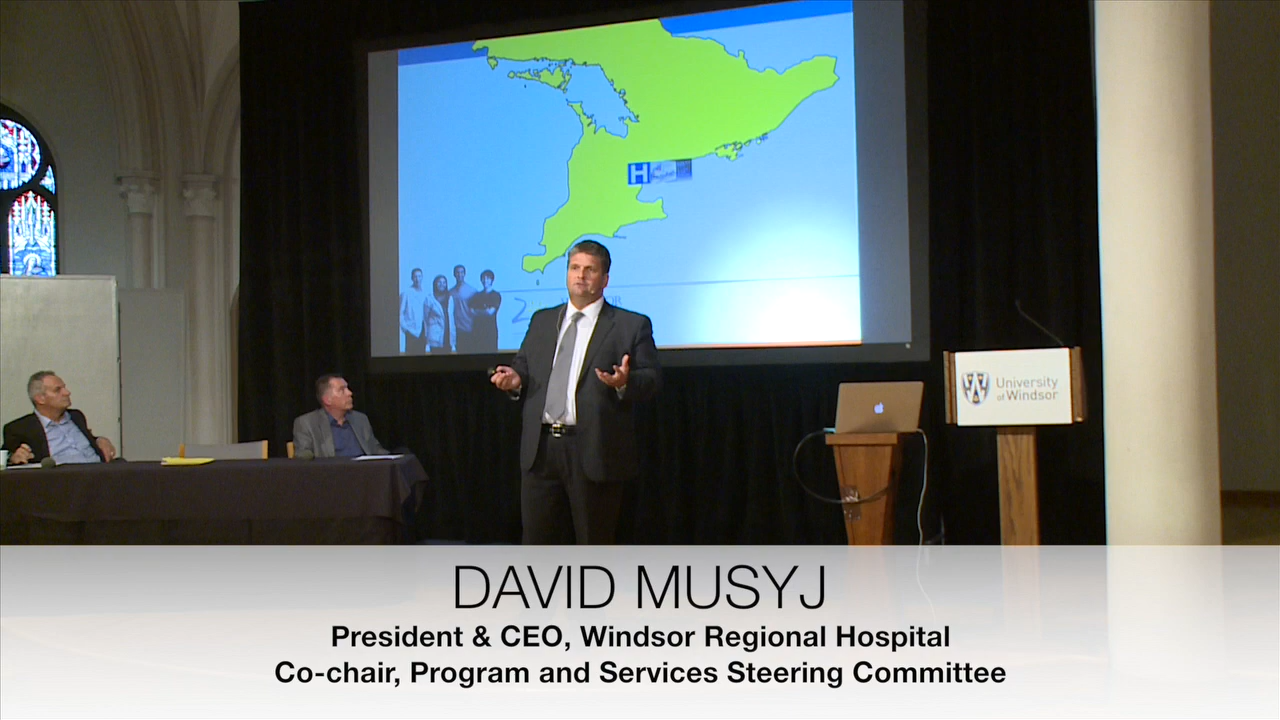 H
University
of Windsor
DAVID MUSYJ
President & CEO, Windsor Regional Hospital
Co-chair, Program and Services Steering Committee